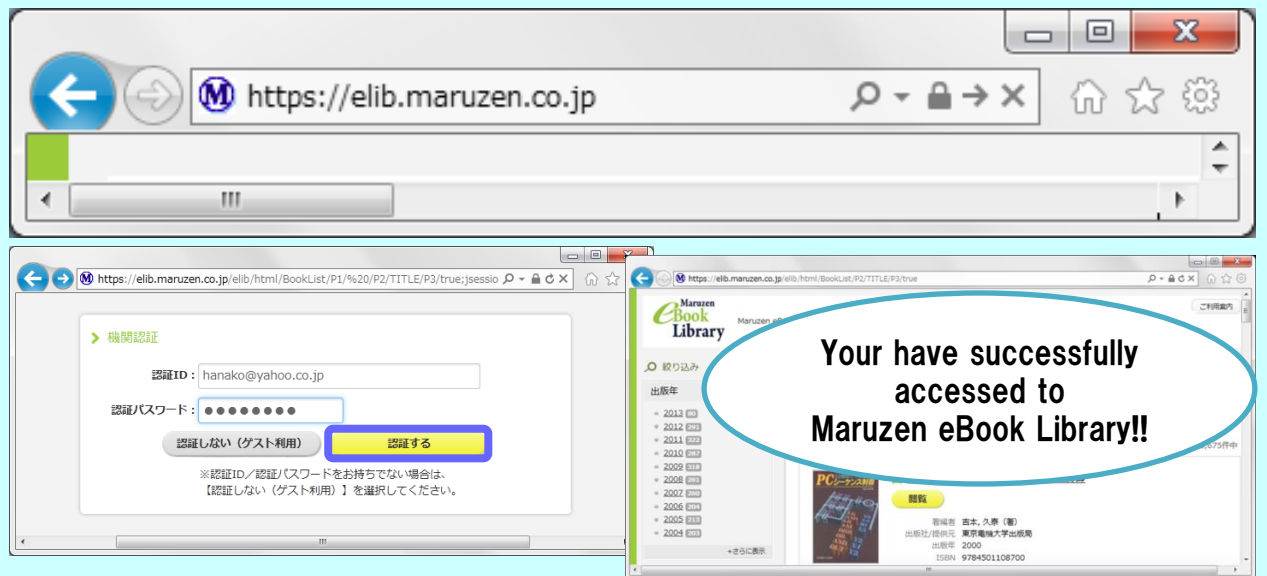 https://elib.maruzen.co.jp
https://elib.maruzen.co.jp/elib/html/BookList/P1/%20/P2/TITLE/P3/true;jsessio
機関認証
認証ID：hanako@yahoo.co.jp
認証パスワード：●●●●●●●●
認証しない（ゲスト利用） 認証する
※認証ID／認証パスワードをお持ちでない場合は、
【認証しない（ゲスト利用）】を選択してください。
https://elib.maruzen.co.jp/elib/html/BookList/P2/TITLE/P3/true
Maruzen
eBook
Library
ご利用案内
Your have successfully
accessed to
Maruzen eBook Library!!
絞り込み
出版年
2013
2012
2011
2010
2009
2008
2007
2006
2005
2004
+さらに表示
675件中
閲覧
著編者 吉本, 久泰（著）
出版社/提供元 東京電機大学出版局
出版年 2000
ISBN 9784501108700